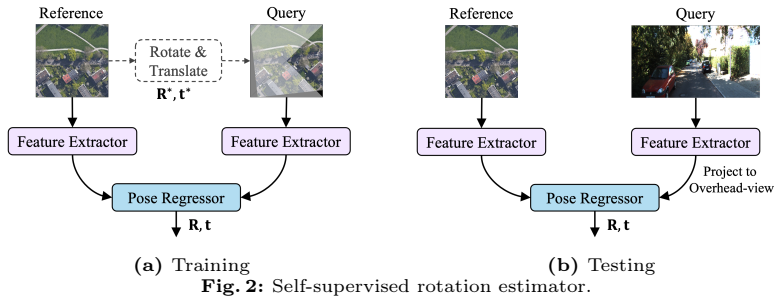 Reference
Query
Rotate &
Translate
R*, t*
Feature Extractor
Feature Extractor
Pose Regressor
R, t
(a) Training
Reference
Query
Feature Extractor
Feature Extractor
Project to
Overhead-view
Pose Regressor
R, t
(b) Testing
Fig. 2: Self-supervised rotation estimator.